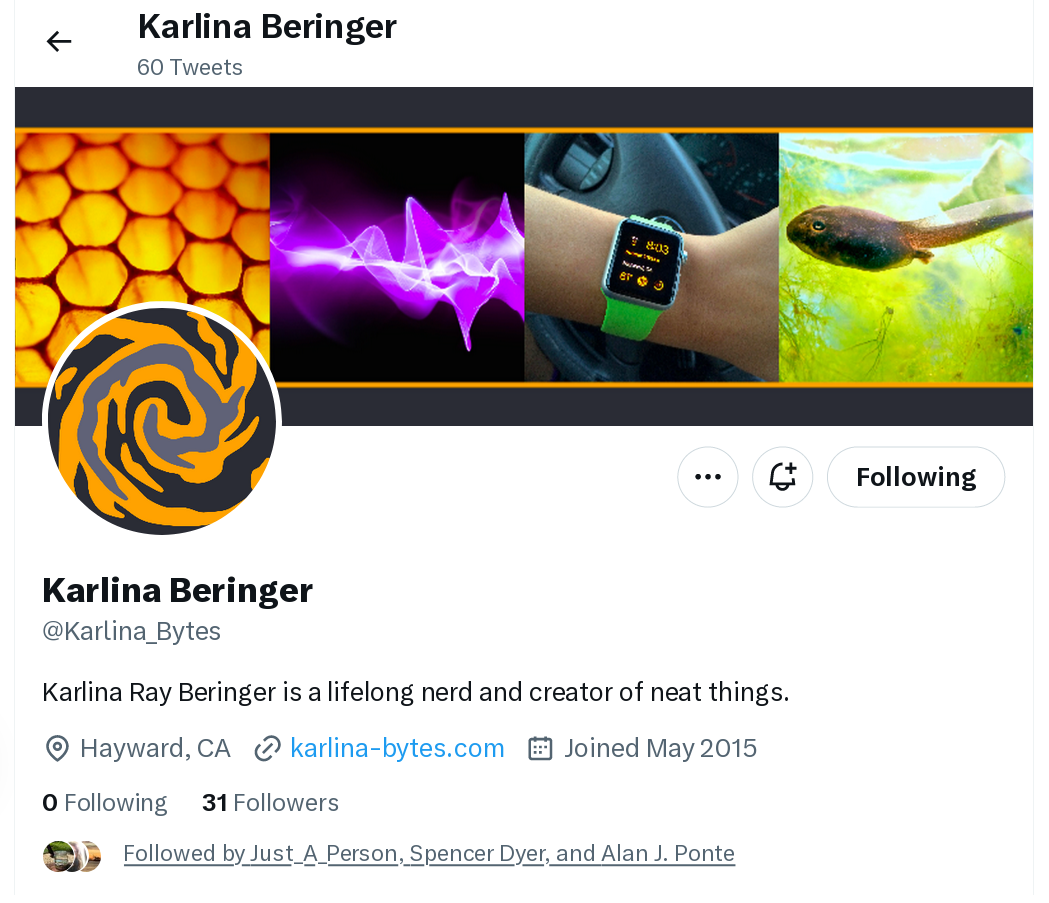 Karlina Beringer
60 Tweets
8:03
Following
Karlina Beringer
@Karlina_Bytes
Karlina Ray Beringer is a lifelong nerd and creator of neat things.
Hayward, CA karlina-bytes.com Joined May 2015
0 Following 31 Followers
Followed by Just_A_Person, Spencer Dyer, and Alan J. Ponte